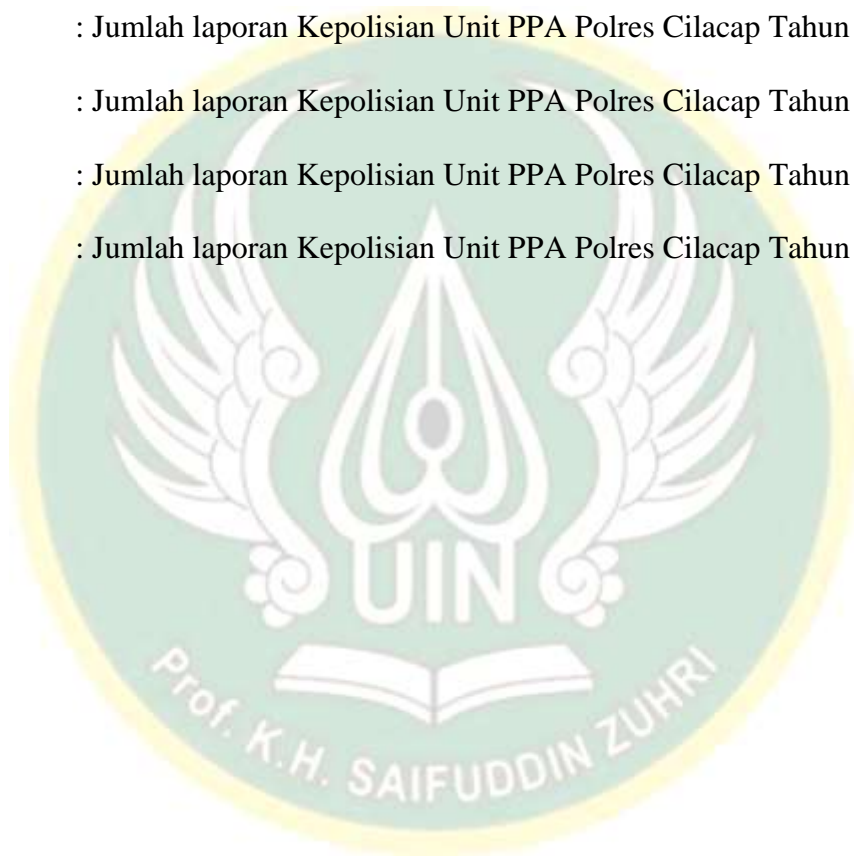 : Jumlah laporan Kepolisian Unit PPA Polres Cilacap Tahun
: Jumlah laporan Kepolisian Unit PPA Polres Cilacap Tahun
: Jumlah laporan Kepolisian Unit PPA Polres Cilacap Tahun
: Jumlah laporan Kepolisian Unit PPA Polres Cilacap Tahun
UIN
Prof. K.H. SAIFUDDIN ZUHRI